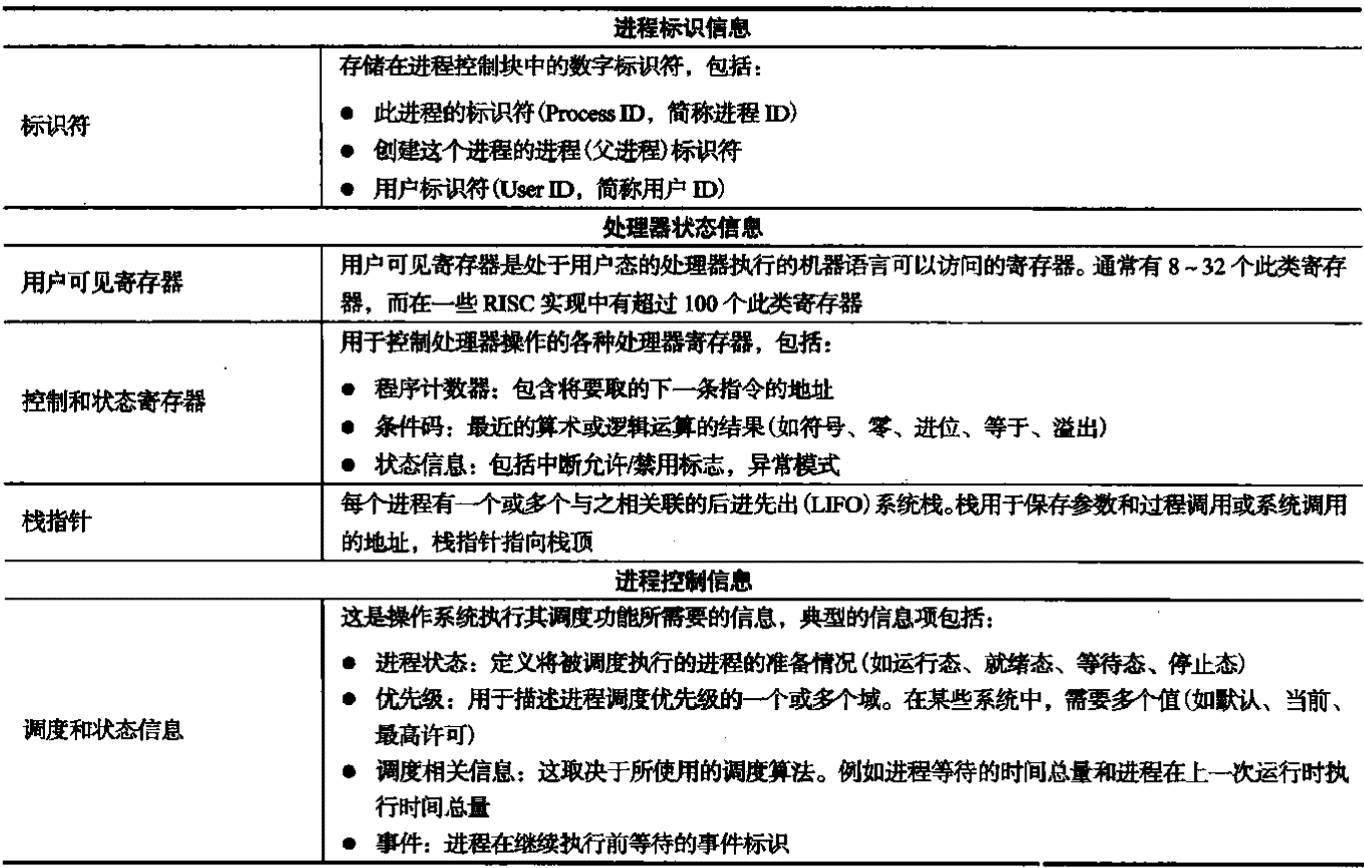 进程标识信息
标识符
存储在进程控制块中的数字标识符，包括：
● 此进程的标识符(Process ID，简称进程 ID)
● 创建这个进程的进程(父进程)标识符
● 用户标识符(User ID，简称用户 ID)
处理器状态信息
用户可见寄存器
用户可见寄存器是处于用户态的处理器执行的机器语言可以访问的寄存器。通常有 8~32 个此类寄存
器，而在一些 RISC 实现中有超过 100 个此类寄存器
控制和状态寄存器
用于控制处理器操作的各种处理器寄存器，包括：
● 程序计数器：包含将要取的下一条指令的地址
● 条件码：最近的算术或逻辑运算的结果(如符号、零、进位、等于、溢出)
● 状态信息：包括中断允许/禁用标志，异常模式
栈指针
每个进程有一个或多个与之相关联的后进先出(LIFO)系统栈。栈用于保存参数和过程调用或系统调用
的地址，栈指针指向栈顶
进程控制信息
调度和状态信息
这是操作系统执行其调度功能所需要的信息，典型的信息项包括：
● 进程状态：定义将被调度执行的进程的准备情况(如运行态、就绪态、等待态、停止态)
● 优先级：用于描述进程调度优先级的一个或多个域。在某些系统中，需要多个值(如默认、当前、
最高许可)
● 调度相关信息：这取决于所使用的调度算法。例如进程等待的时间总量和进程在上一次运行时执
行时间总量
● 事件：进程在继续执行前等待的事件标识